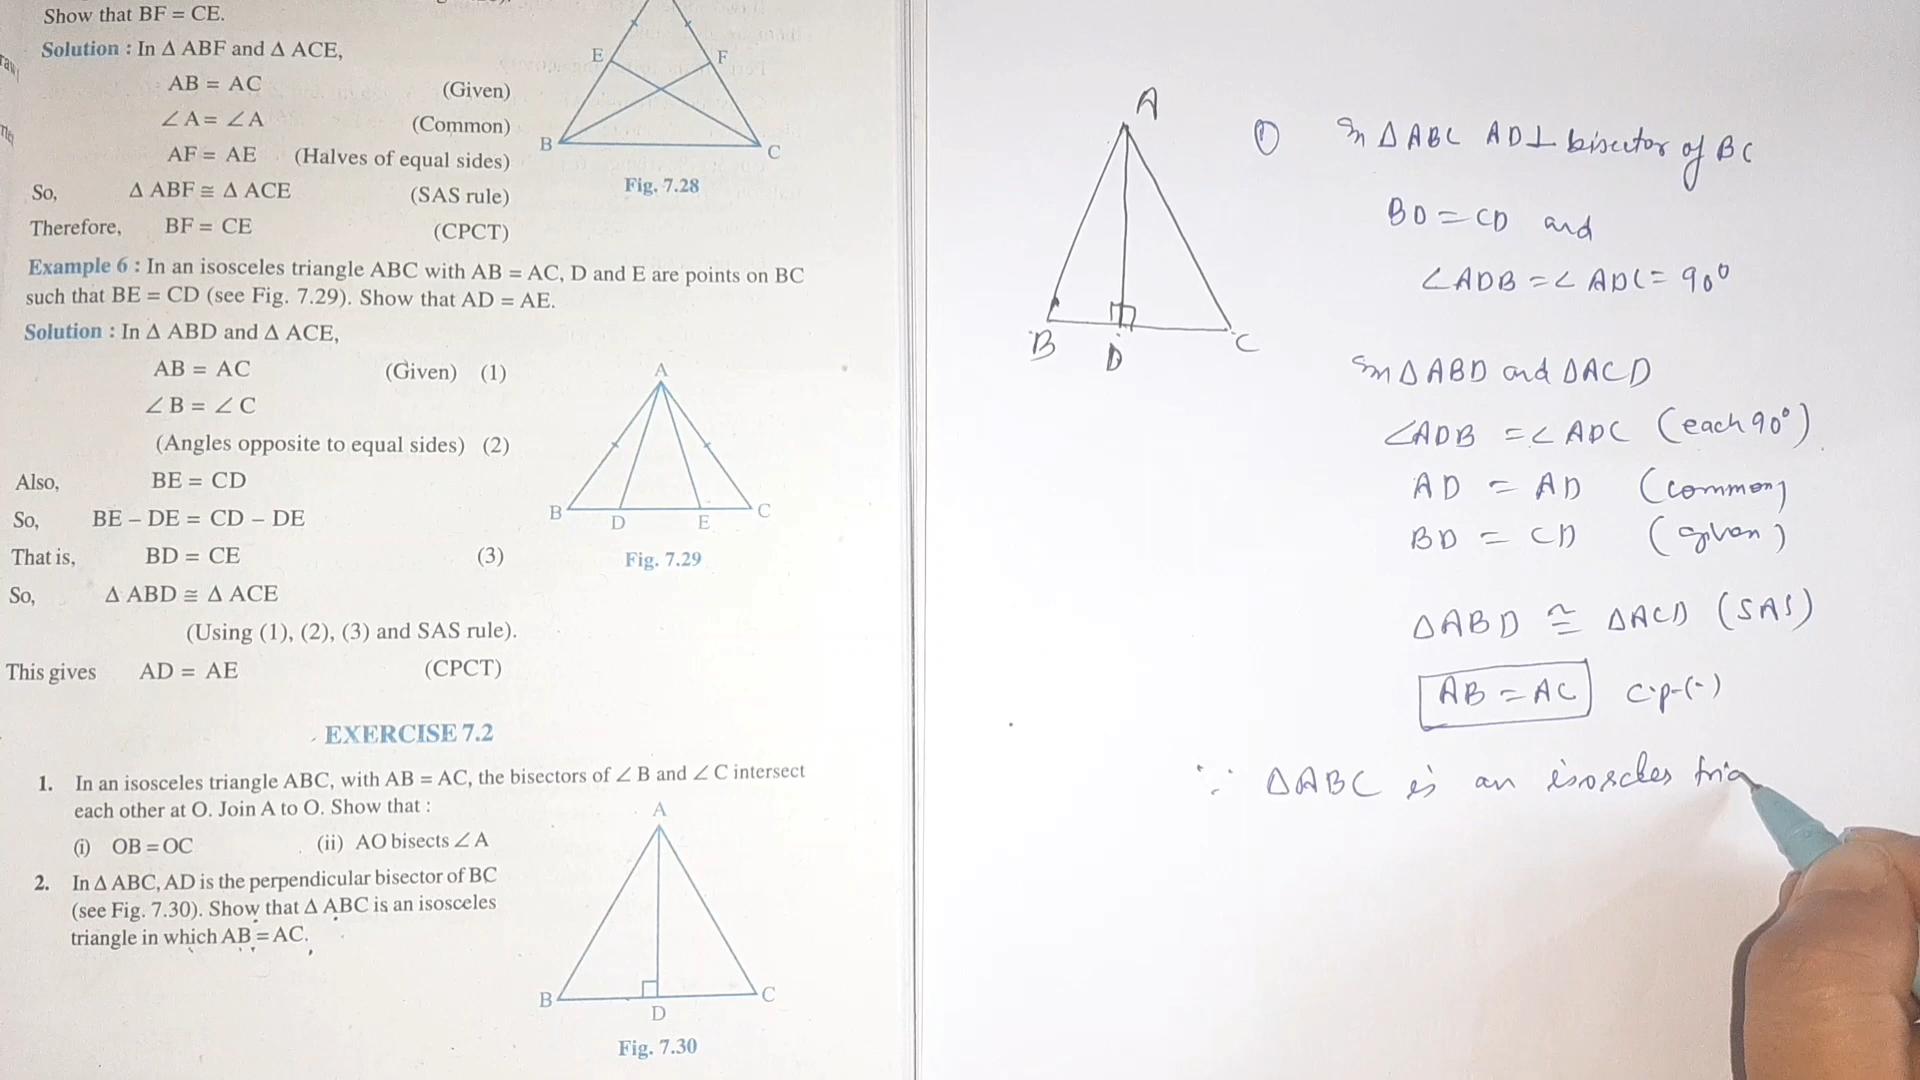 Show that BF = CE.
Solution : In Δ ABF and Δ ACE,
AB = AC (Given)
∠A = ∠A (Common)
AF = AE (Halves of equal sides)
So, Δ ABF ≅ Δ ACE (SAS rule)
Therefore, BF = CE (CPCT)
E F
B C
Fig. 7.28
Example 6 : In an isosceles triangle ABC with AB = AC, D and E are points on BC
such that BE = CD (see Fig. 7.29). Show that AD = AE.
Solution : In Δ ABD and Δ ACE,
AB = AC (Given) (1)
∠B = ∠C
(Angles opposite to equal sides) (2)
Also, BE = CD
So, BE – DE = CD – DE
That is, BD = CE (3)
So, Δ ABD ≅ Δ ACE
(Using (1), (2), (3) and SAS rule).
This gives AD = AE (CPCT)
A
B D E C
Fig. 7.29
EXERCISE 7.2
1. In an isosceles triangle ABC, with AB = AC, the bisectors of ∠B and ∠C intersect
each other at O. Join A to O. Show that :
(i) OB = OC (ii) AO bisects ∠A
2. In Δ ABC, AD is the perpendicular bisector of BC
(see Fig. 7.30). Show that Δ ABC is an isosceles
triangle in which AB = AC.
A
B D C
Fig. 7.30
A
B D C
In Δ ABC AD ⊥ bisector of BC
BD = CD and
∠ADB = ∠ADC = 90°
In Δ ABD and Δ ACD
∠ADB = ∠ADC (each 90°)
AD = AD (common)
BD = CD (given)
Δ ABD ≅ Δ ACD (SAS)
AB = AC
Δ ABC is an isosceles tria